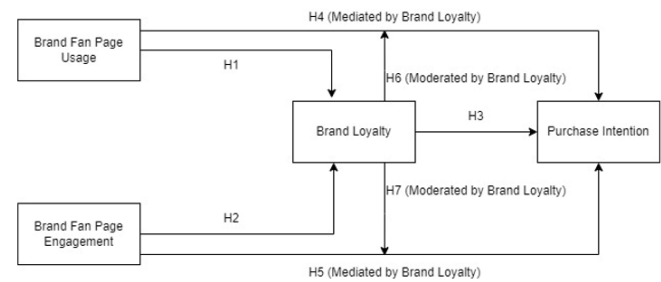 H4 (Mediated by Brand Loyalty)
Brand Fan Page
Usage
H1
H6 (Moderated by Brand Loyalty)
Brand Loyalty
H3
Purchase Intention
H7 (Moderated by Brand Loyalty)
H2
Brand Fan Page
Engagement
H5 (Mediated by Brand Loyalty)